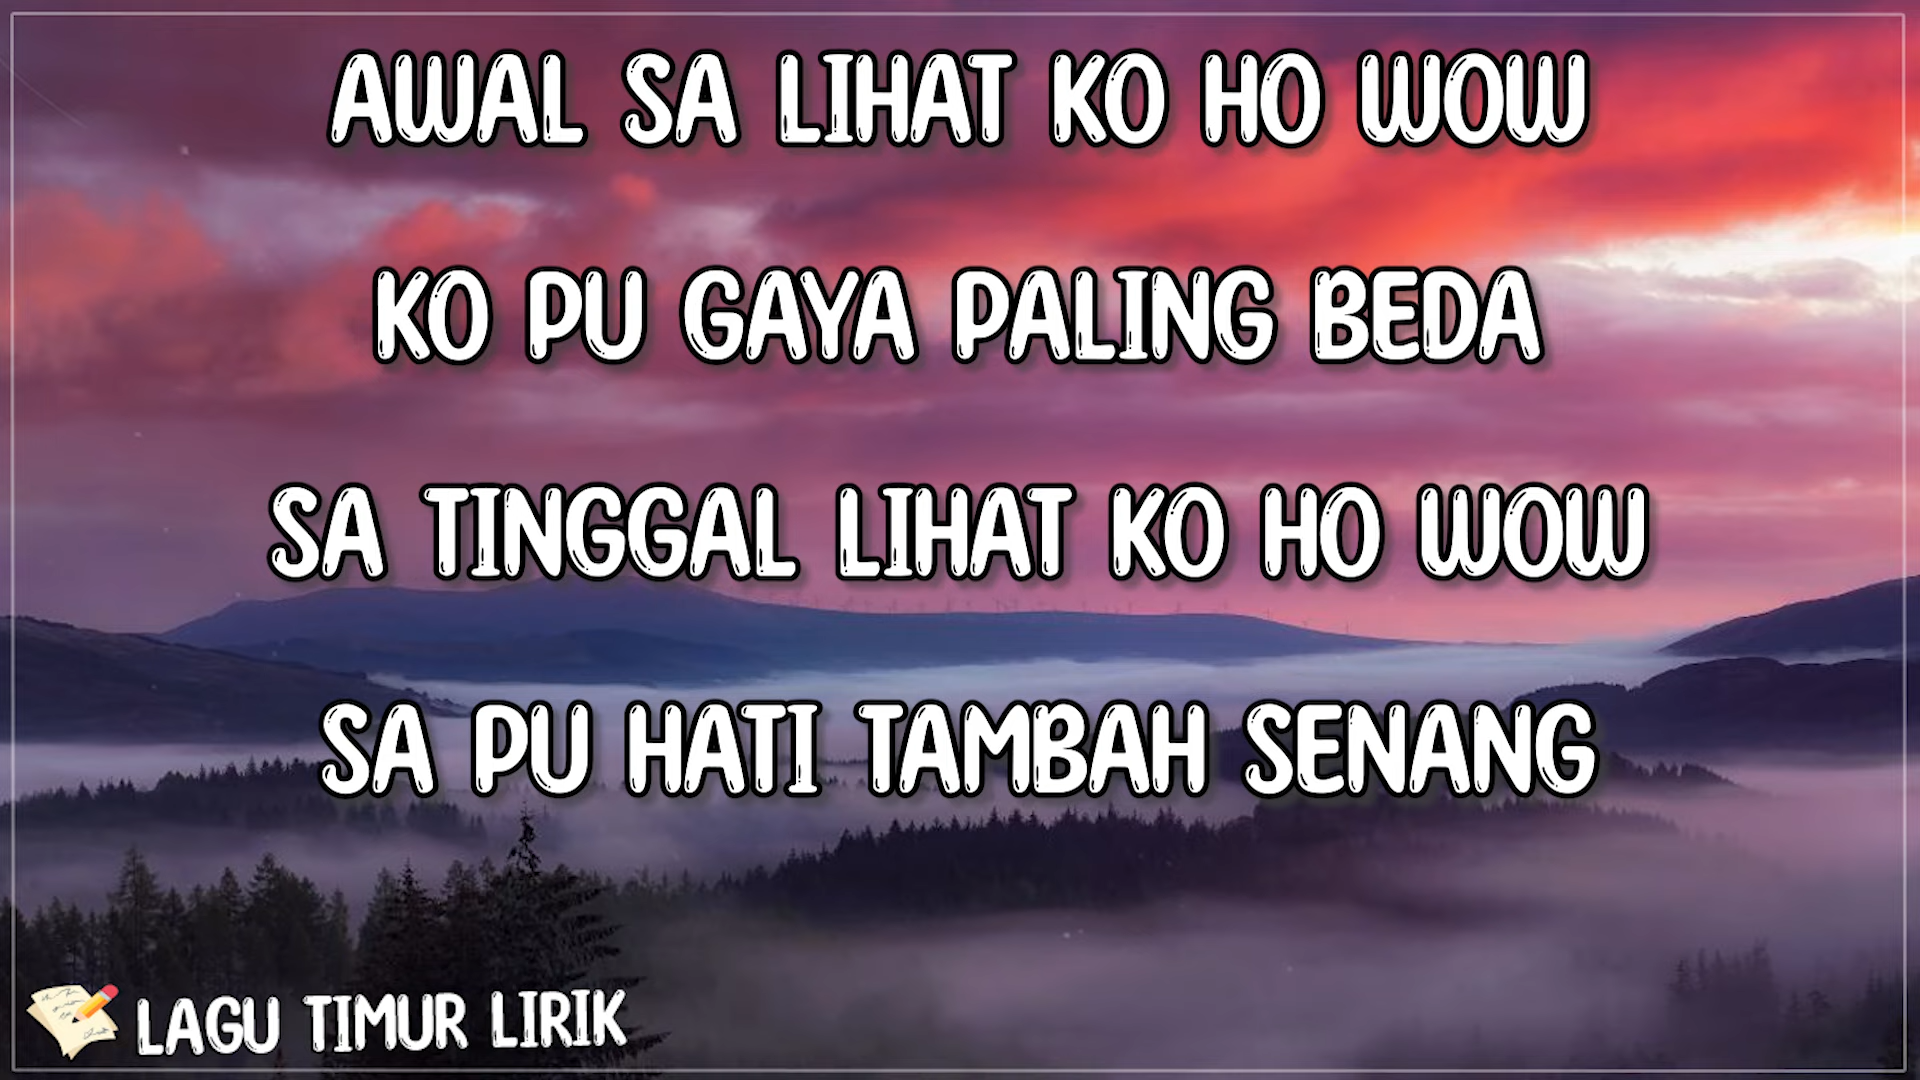 AWAL SA LIHAT KO HO WOW
KO PU GAYA PALING BEDA
SA TINGGAL LIHAT KO HO WOW
SA PU HATI TAMBAH SENANG
LAGU TIMUR LIRIK